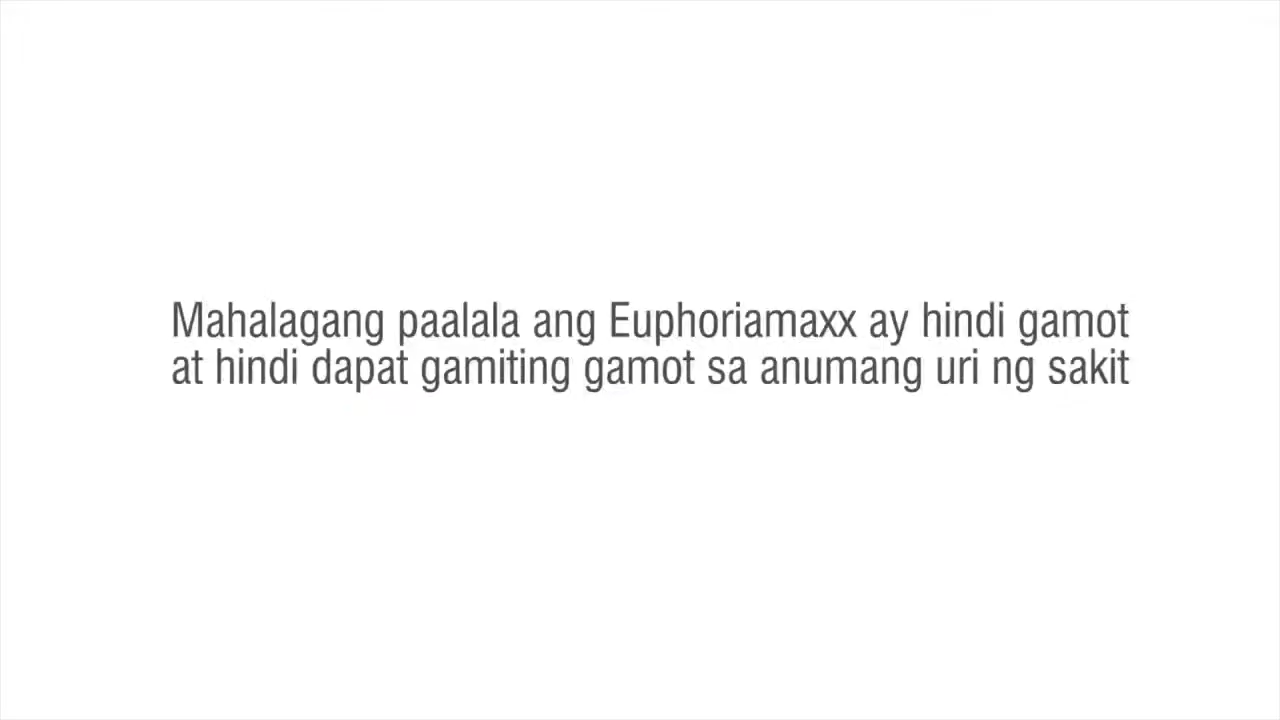 Mahalagang paalala ang Euphoriamaxx ay hindi gamot
at hindi dapat gamiting gamot sa anumang uri ng sakit